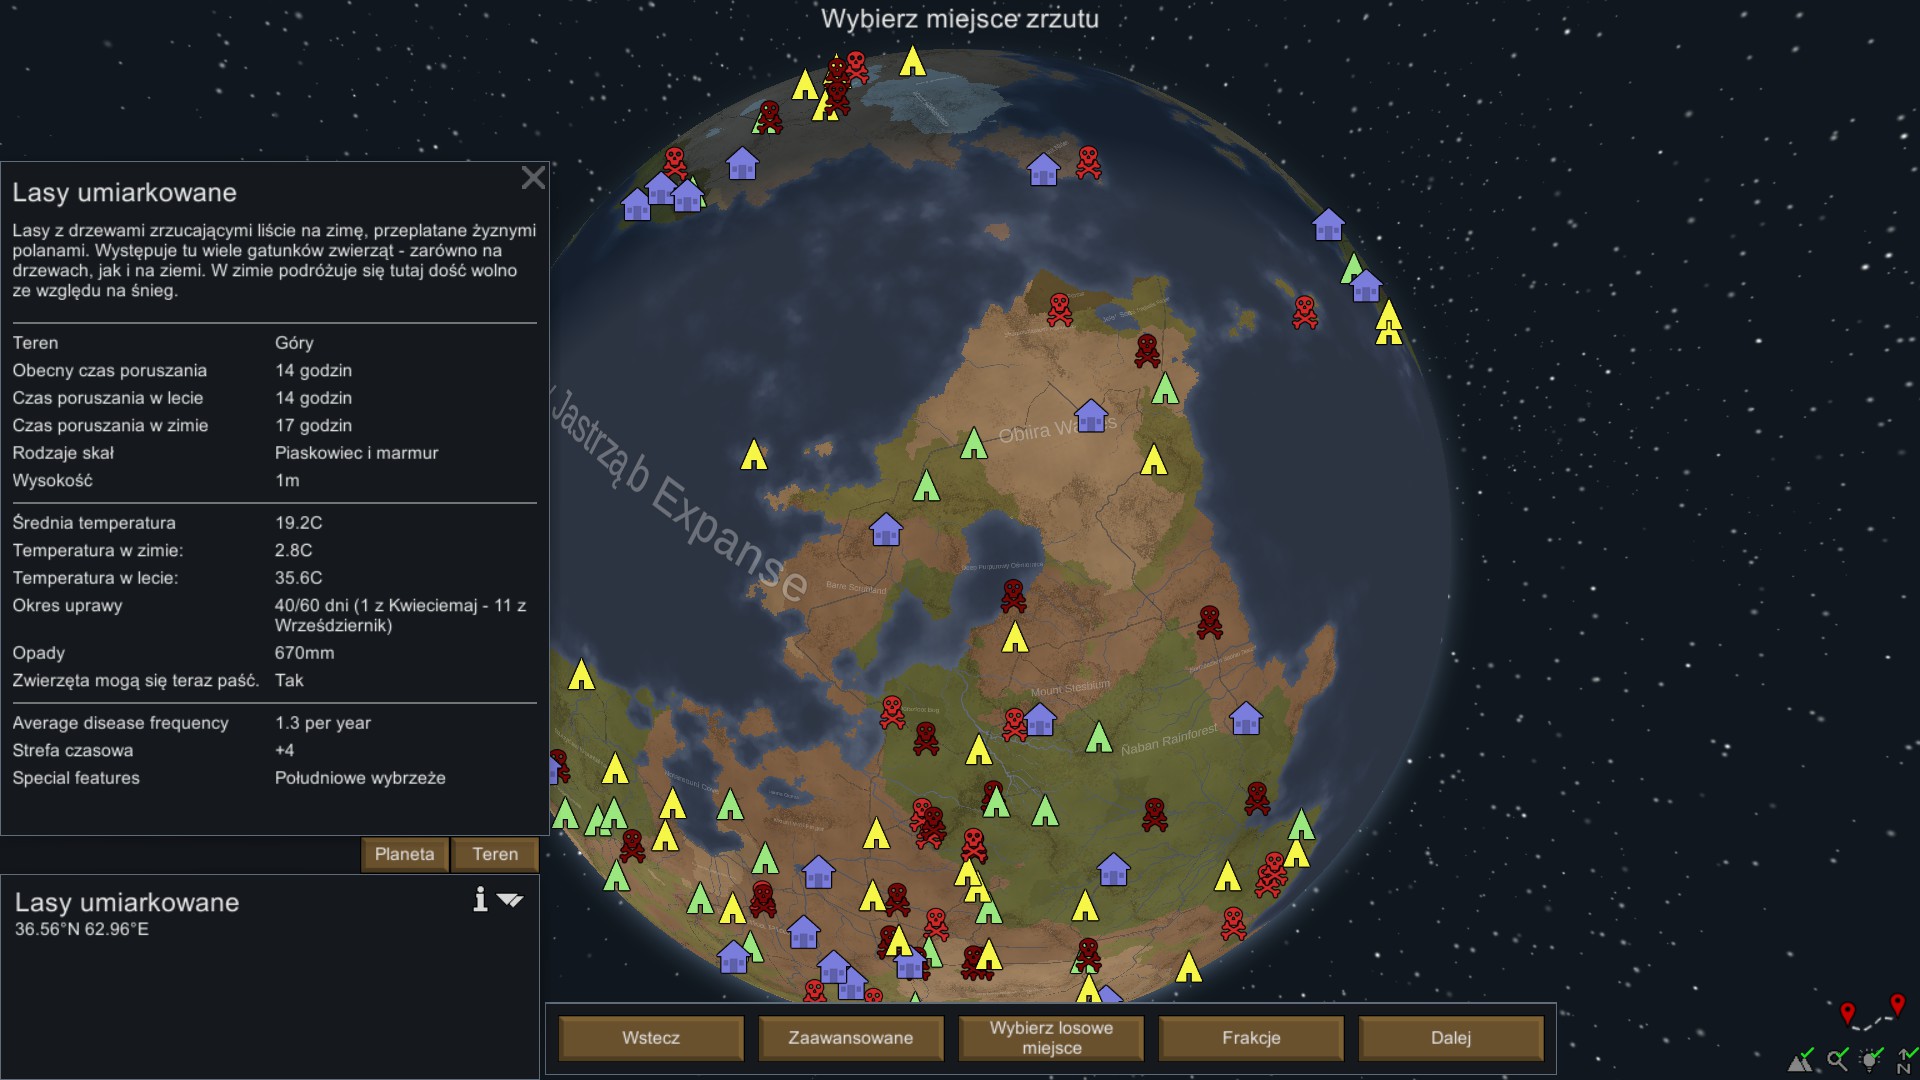 Wybierz miejsce zrzutu
Lasy umiarkowane
Lasy z drzewami zrzucającymi liście na zimę, przeplatane żyznymi
polanami. Występuje tu wiele gatunków zwierząt - zarówno na
drzewach, jak i na ziemi. W zimie podróżuje się tutaj dość wolno
ze względu na śnieg.
Teren Góry
Obecny czas poruszania 14 godzin
Czas poruszania w lecie 14 godzin
Czas poruszania w zimie 17 godzin
Rodzaje skał Piaskowiec i marmur
Wysokość 1m
Średnia temperatura 19.2C
Temperatura w zimie: 2.8C
Temperatura w lecie: 35.6C
Okres uprawy 40/60 dni (1 z Kwieciemaj - 11 z
Wrześdziernik)
Opady 670mm
Zwierzęta mogą się teraz paść. Tak
Average disease frequency 1.3 per year
Strefa czasowa +4
Special features Południowe wybrzeże
Planeta
Teren
Lasy umiarkowane
36.56°N 62.96°E
Jastrząb Expanse
Mount Stesblum
Naban Rainforest
Wstecz
Zaawansowane
Wybierz losowe
miejsce
Frakcje
Dalej
N